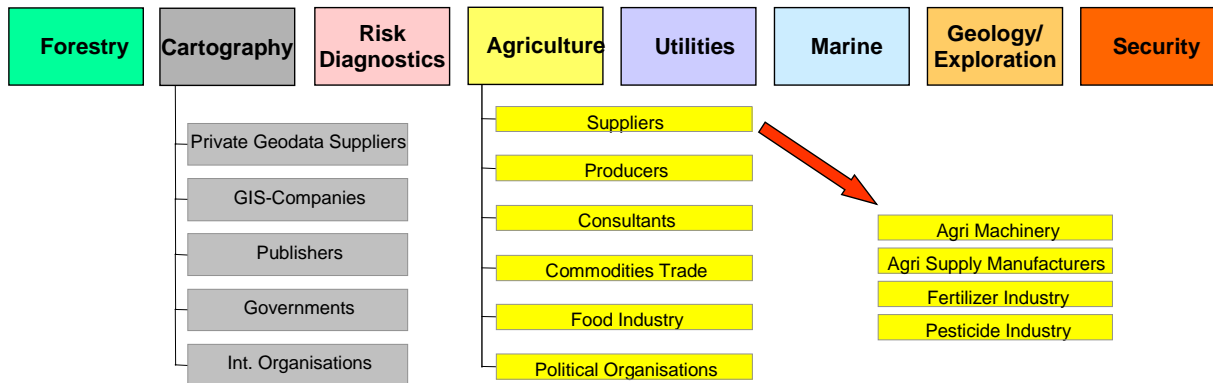 Forestry
Cartography
Risk
Diagnostics
Agriculture
Utilities
Marine
Geology/
Exploration
Security
Private Geodata Suppliers
GIS-Companies
Publishers
Governments
Int. Organisations
Suppliers
Producers
Consultants
Commodities Trade
Food Industry
Political Organisations
Agri Machinery
Agri Supply Manufacturers
Fertilizer Industry
Pesticide Industry